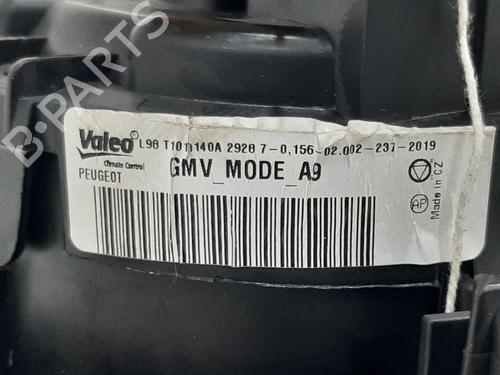 B-Parts
Valeo L98 T1011140A 2928 7-0,156-02.002-237-2019
Climate Control
PEUGEOT
GMV_MODE_A9
Made in CZ
AP